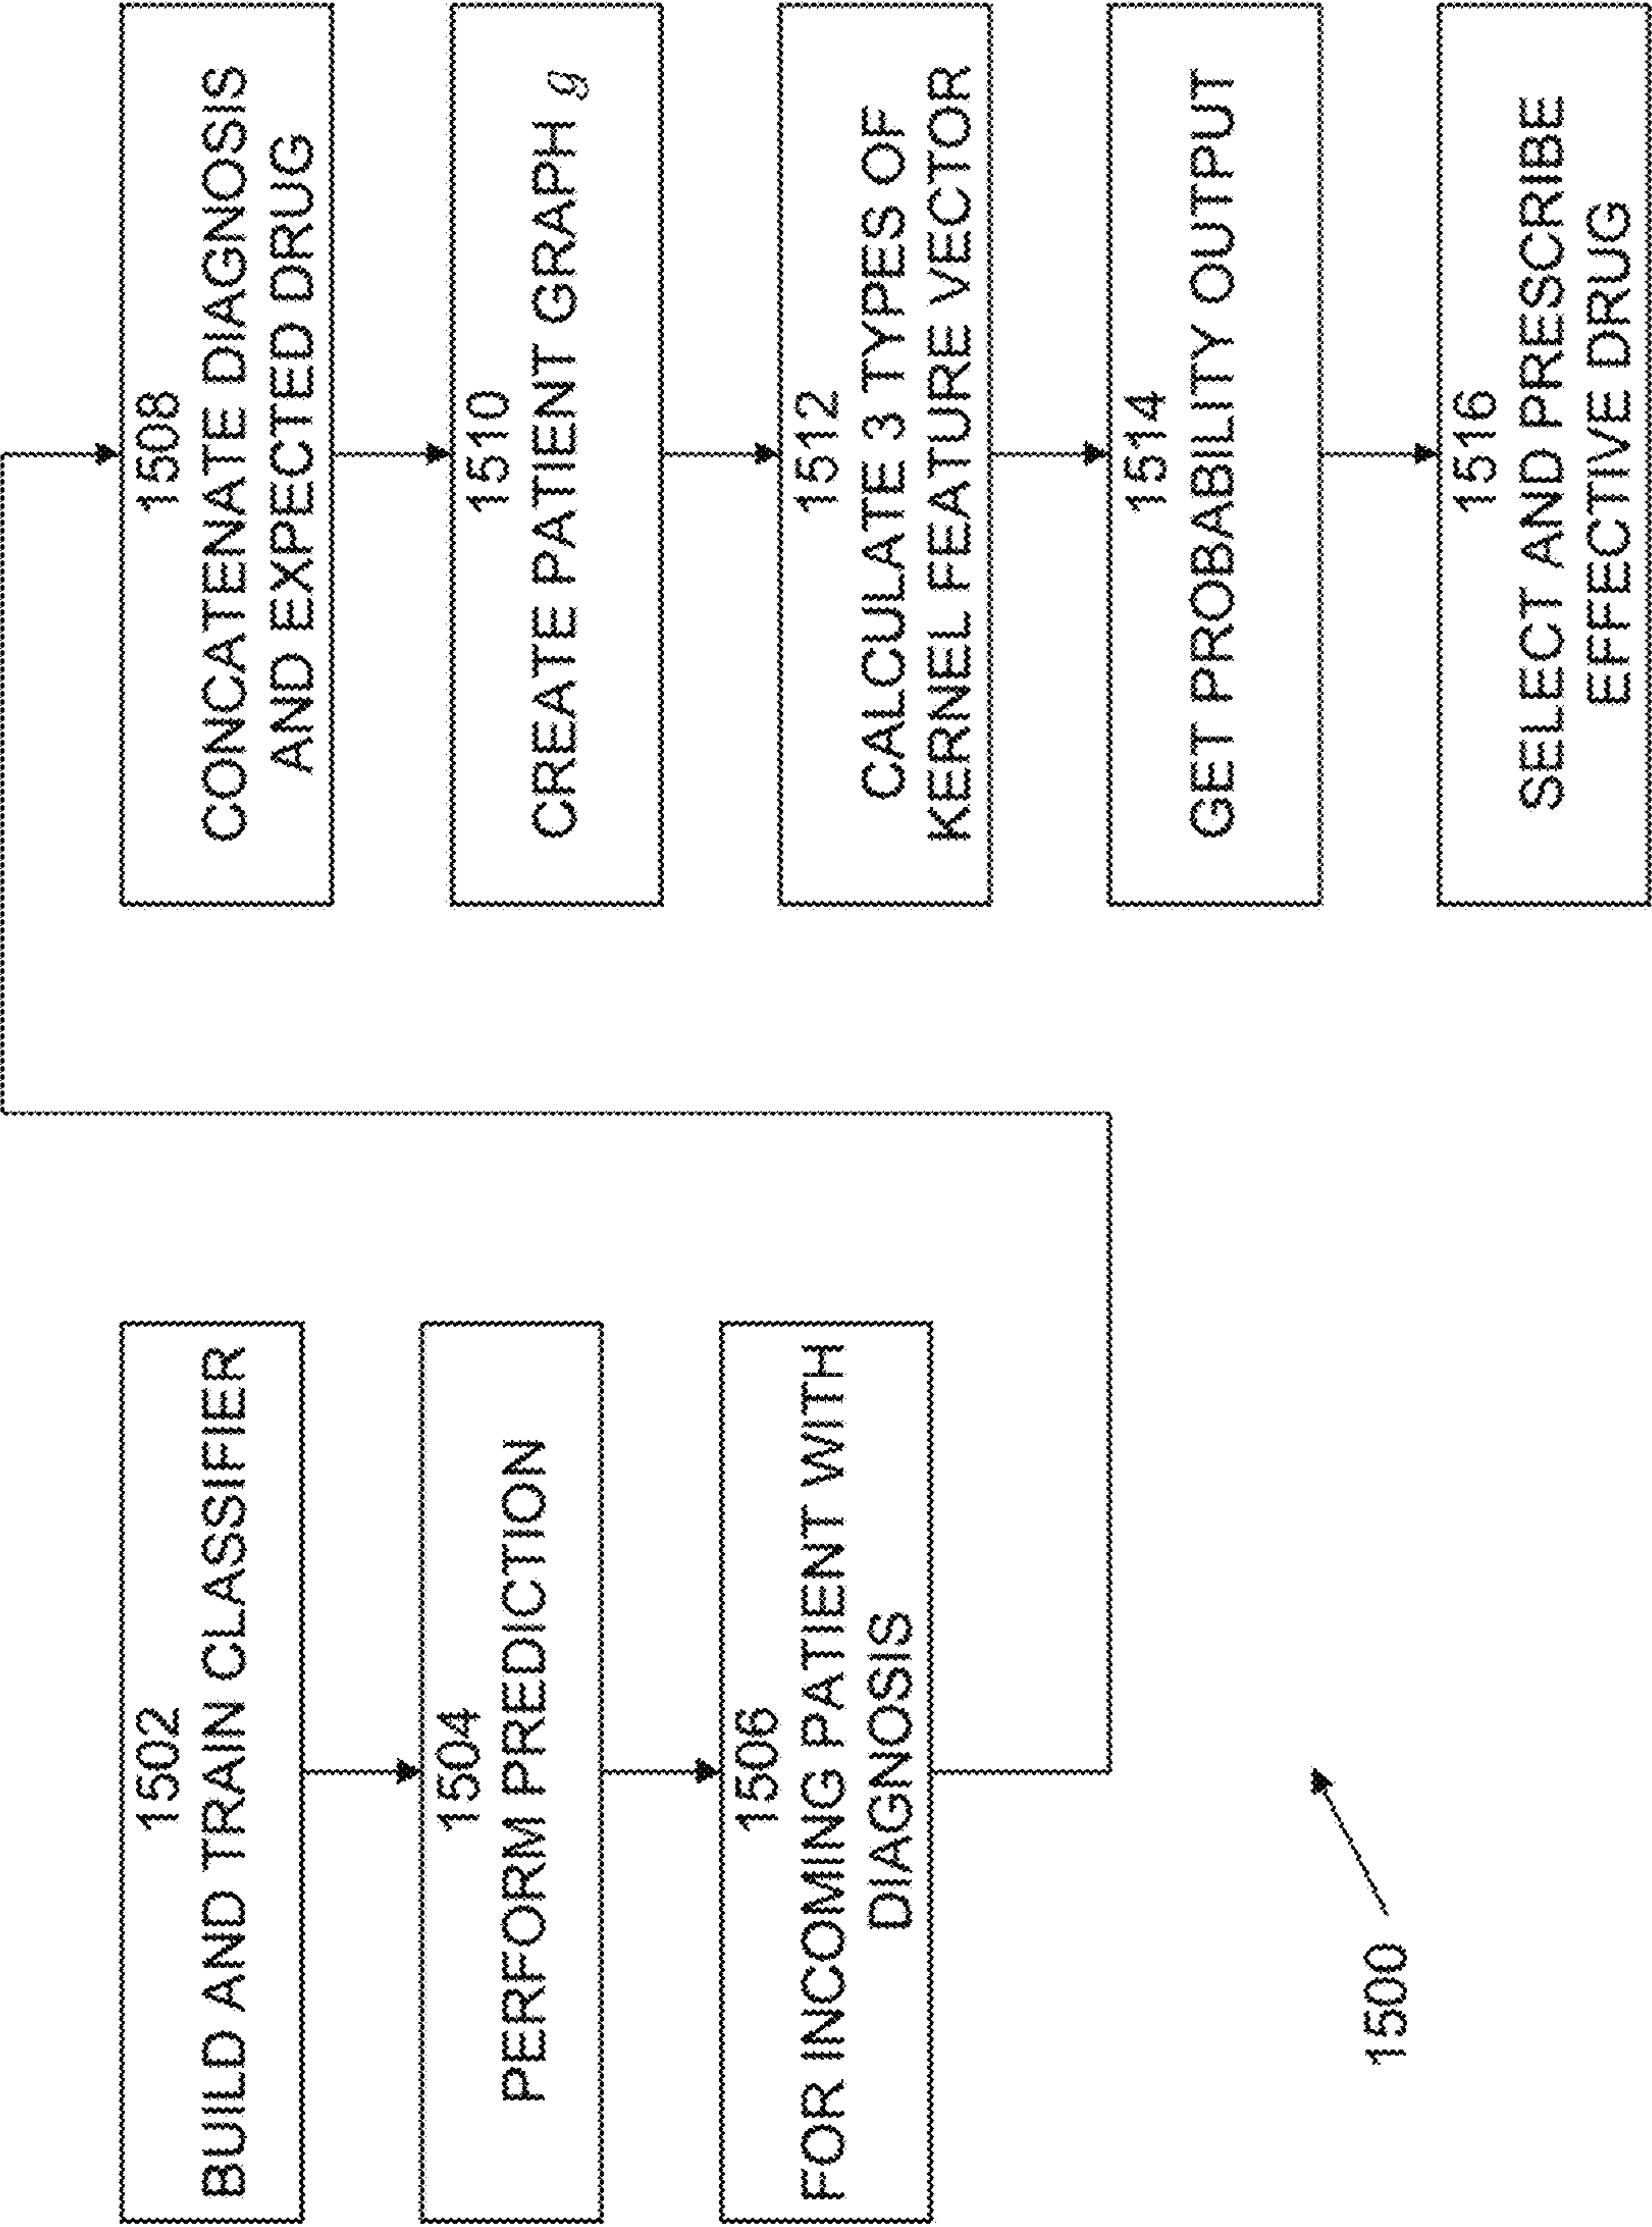 1502
BUILD AND TRAIN CLASSIFIER
1504
PERFORM PREDICTION
1506
FOR INCOMING PATIENT WITH
DIAGNOSIS
1500
1508
CONCATENATE DIAGNOSIS
AND EXPECTED DRUG
1510
CREATE PATIENT GRAPH g
1512
CALCULATE 3 TYPES OF
KERNEL FEATURE VECTOR
1514
GET PROBABILITY OUTPUT
1516
SELECT AND PRESCRIBE
EFFECTIVE DRUG